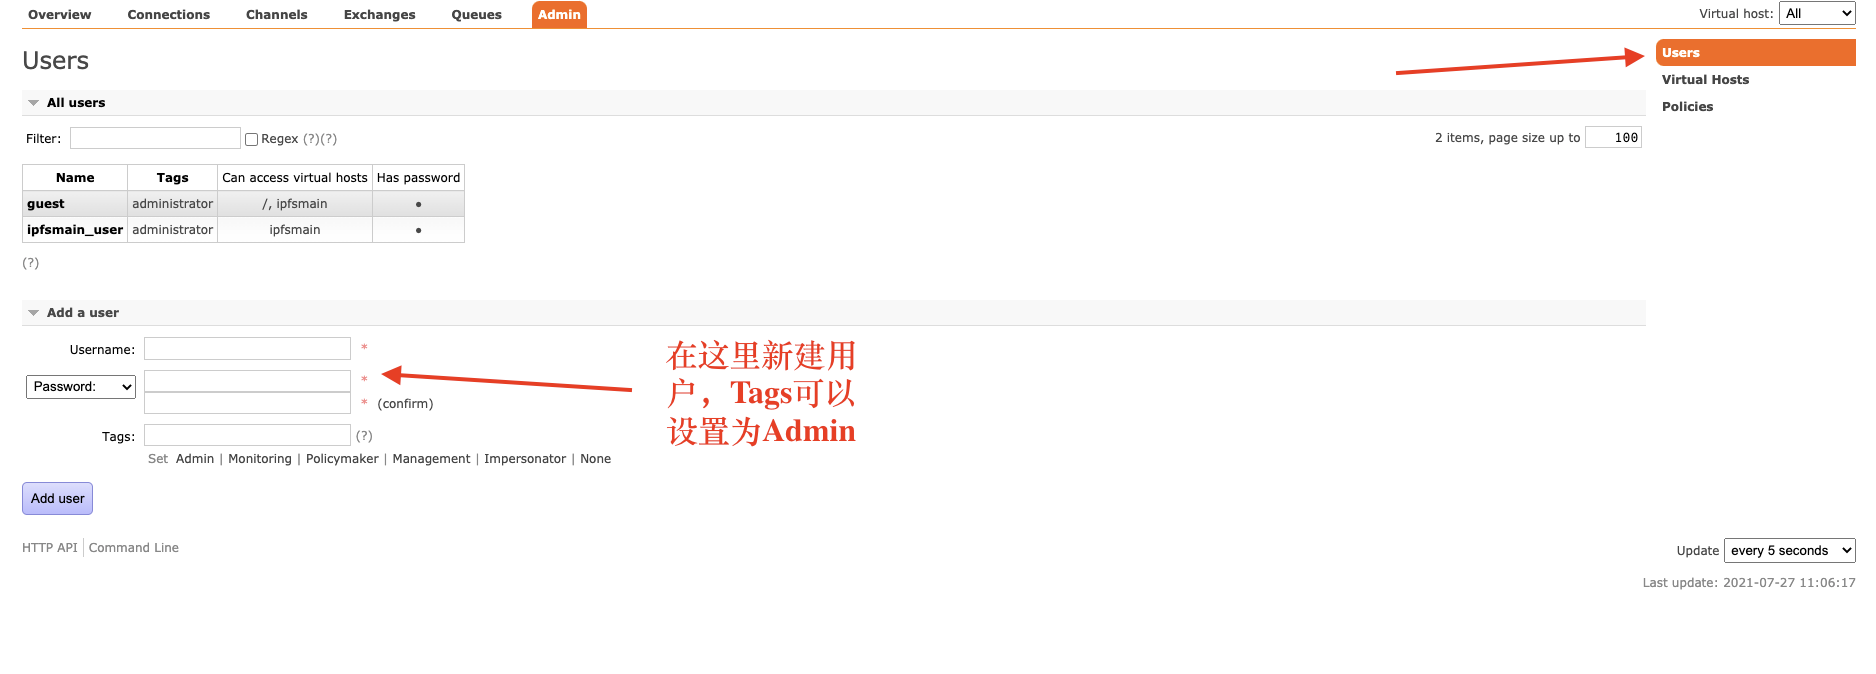 Overview Connections Channels Exchanges Queues Admin Virtual host: All
Users
Users
Virtual Hosts
Policies
All users
Filter: Regex (?)(?) 2 items, page size up to 100
Name Tags Can access virtual hosts Has password
guest administrator /, ipfsmain ●
ipfsmain_user administrator ipfsmain ●
(?)
Add a user
Username: *
Password: *
* (confirm)
Tags: (?)
Set Admin | Monitoring | Policymaker | Management | Impersonator | None
在这里新建用
户，Tags可以
设置为Admin
Add user
HTTP API Command Line
Update every 5 seconds
Last update: 2021-07-27 11:06:17